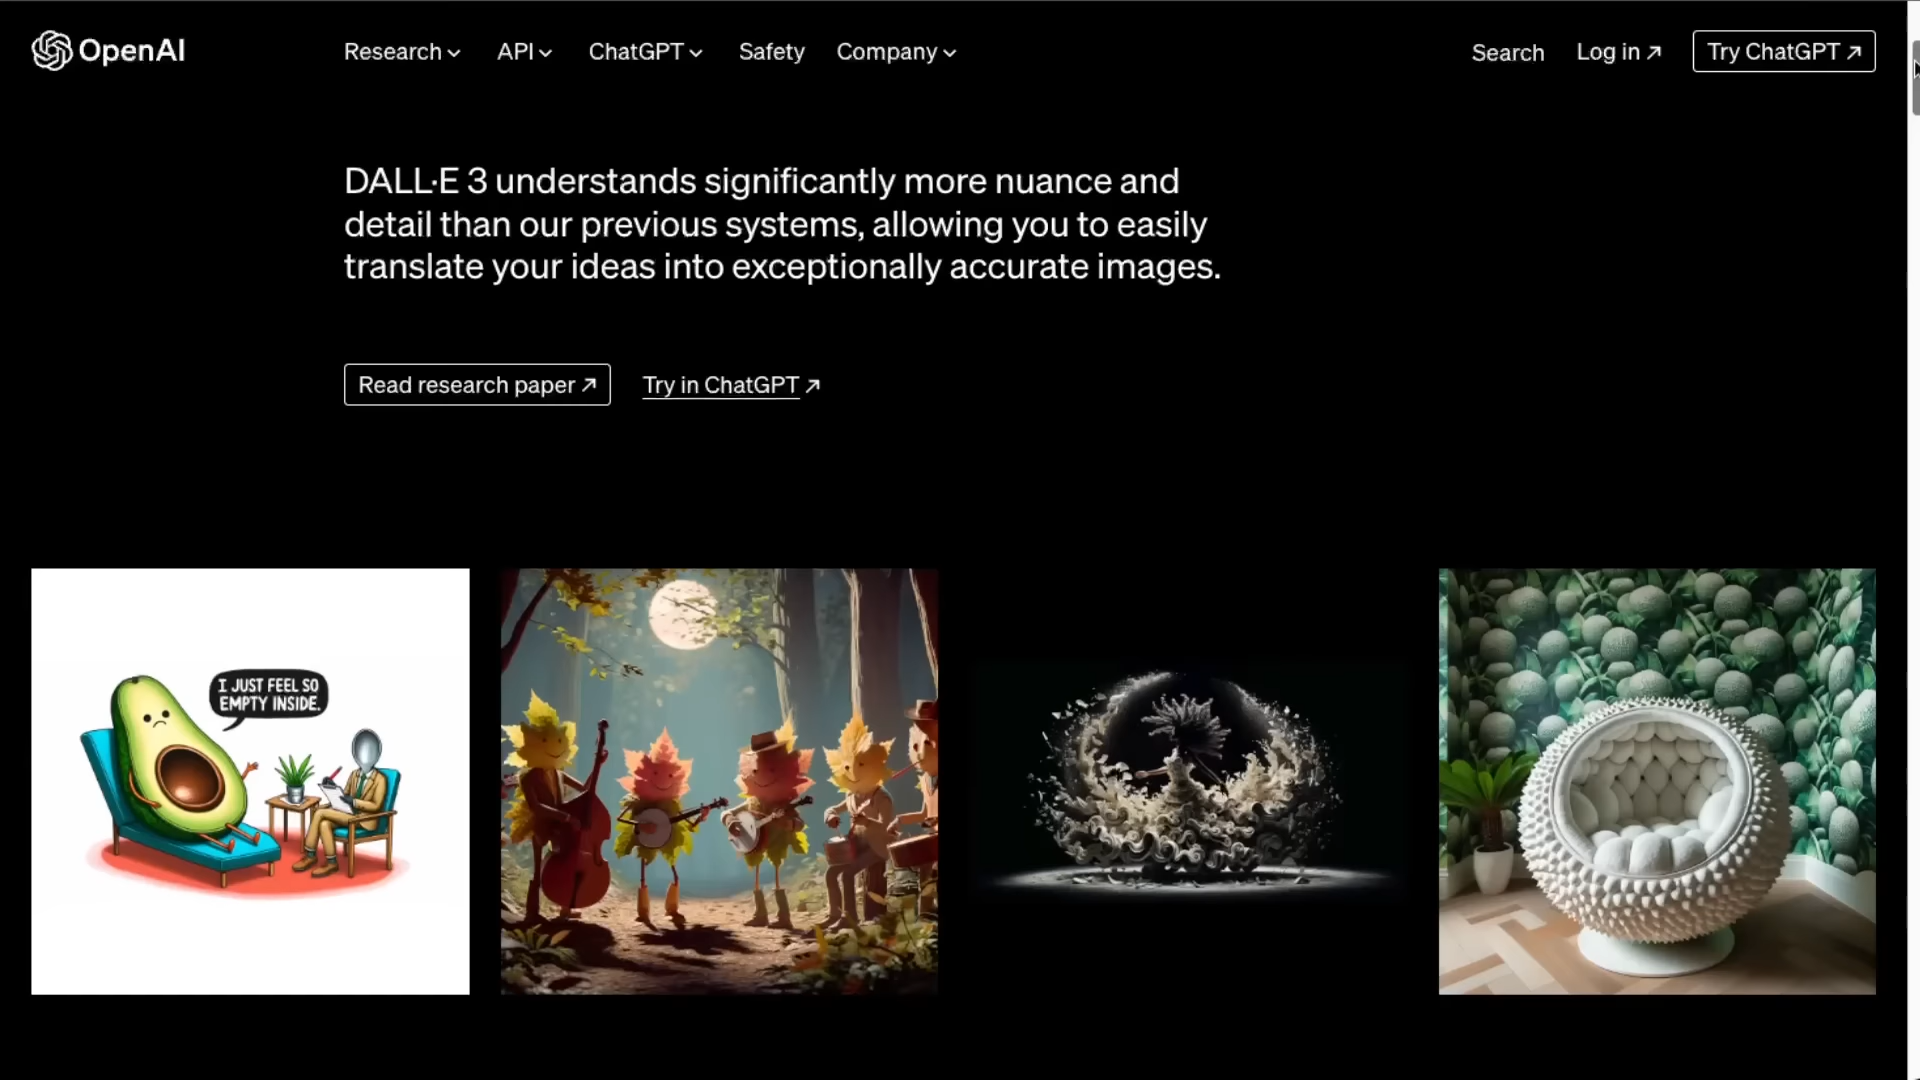 OpenAI
Research
API
ChatGPT
Safety
Company
Search
Log in ↗
Try ChatGPT ↗
DALL·E 3 understands significantly more nuance and
detail than our previous systems, allowing you to easily
translate your ideas into exceptionally accurate images.
Read research paper ↗
Try in ChatGPT ↗
I JUST FEEL SO
EMPTY INSIDE.